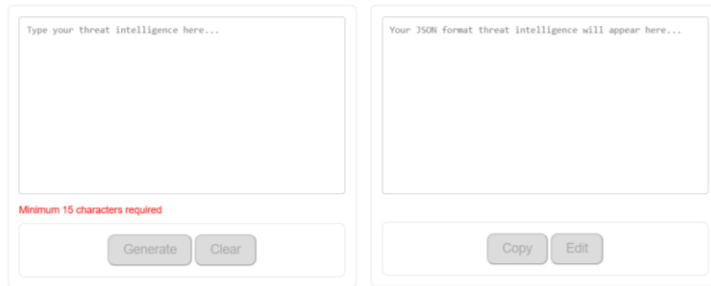 Type your threat intelligence here...
Your JSON format threat intelligence will appear here...
Minimum 15 characters required
Generate Clear
Copy Edit